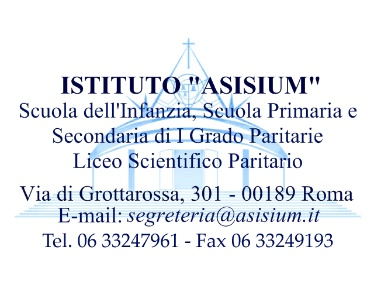 ISTITUTO "ASISIUM"
Scuola dell'Infanzia, Scuola Primaria e
Secondaria di I Grado Paritarie
Liceo Scientifico Paritario
Via di Grottarossa, 301 - 00189 Roma
E-mail: segreteria@asisium.it
Tel. 06 33247961 - Fax 06 33249193